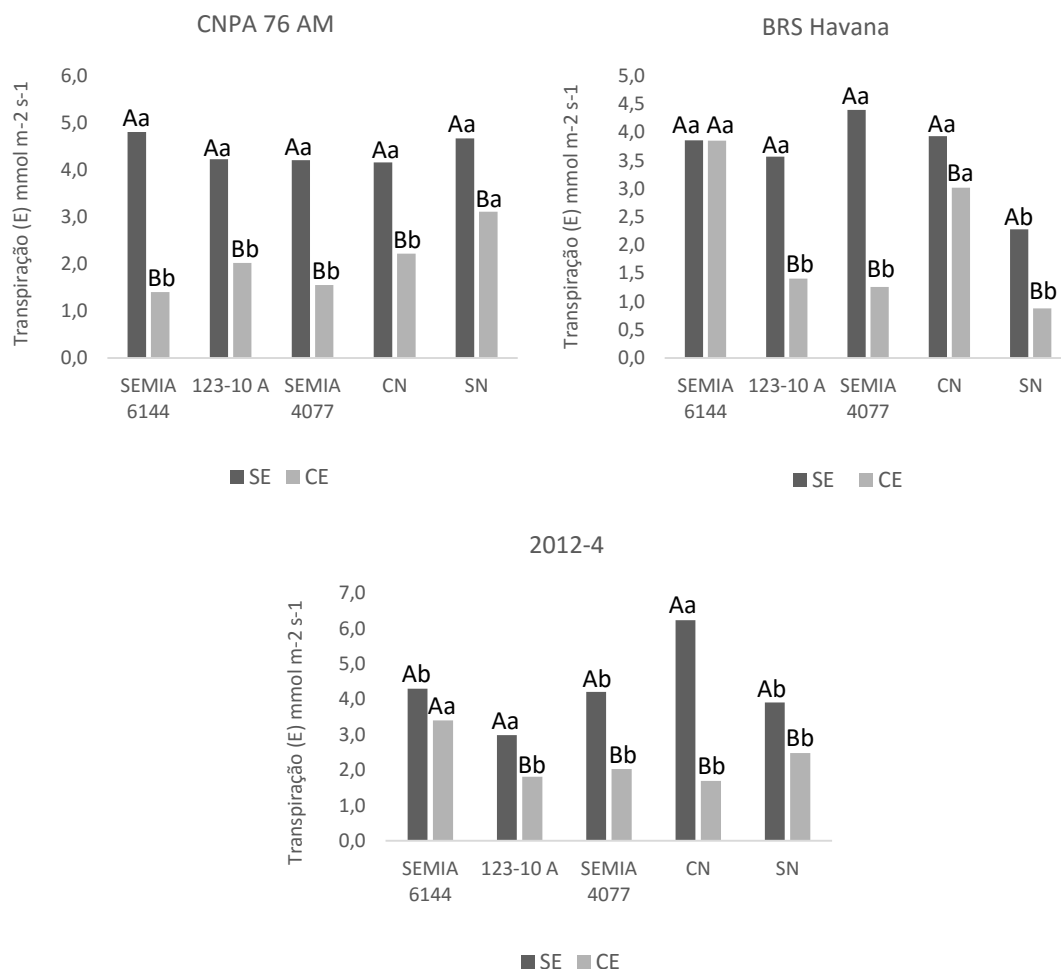 CNPA 76 AM
Transpiração (E) mmol m-2 s-1
6,0
5,0
4,0
3,0
2,0
1,0
0,0
Aa Bb Aa Bb Aa Bb Aa Bb Aa Ba
SEMIA 123-10 A SEMIA CN SN
6144 4077
SE CE
BRS Havana
Transpiração (E) mmol m-2 s-1
5,0
4,5
4,0
3,5
3,0
2,5
2,0
1,5
1,0
0,5
0,0
Aa Aa Aa Bb Aa Bb Aa Ba Ab Bb
SEMIA 123-10 A SEMIA CN SN
6144 4077
SE CE
2012-4
Transpiração (E) mmol m-2 s-1
7,0
6,0
5,0
4,0
3,0
2,0
1,0
0,0
Ab Aa Aa Bb Ab Bb Aa Bb Ab Bb
SEMIA 123-10 A SEMIA CN SN
6144 4077
SE CE